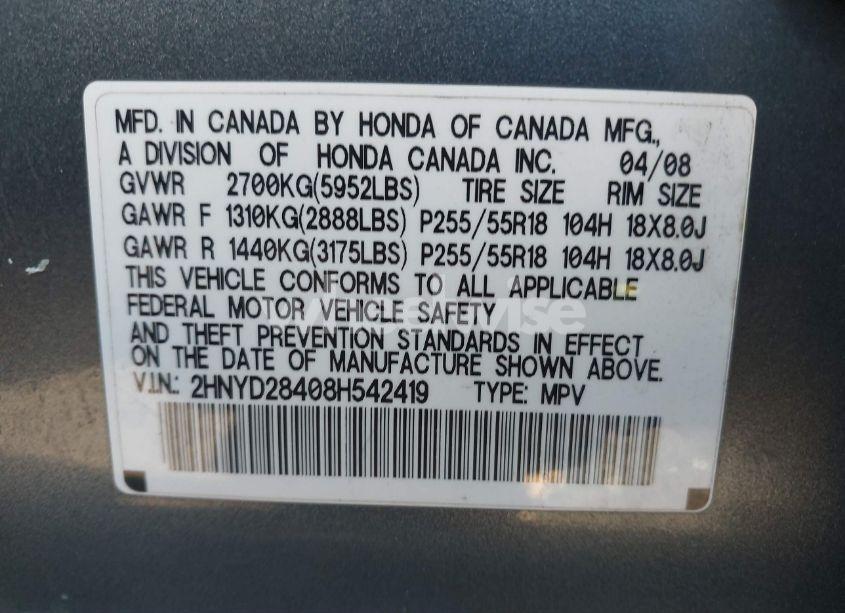 MFD. IN CANADA BY HONDA OF CANADA MFG.,
A DIVISION OF HONDA CANADA INC. 04/08
GVWR 2700KG(5952LBS) TIRE SIZE RIM SIZE
GAWR F 1310KG(2888LBS) P255/55R18 104H 18X8.0J
GAWR R 1440KG(3175LBS) P255/55R18 104H 18X8.0J
THIS VEHICLE CONFORMS TO ALL APPLICABLE
FEDERAL MOTOR VEHICLE SAFETY
AND THEFT PREVENTION STANDARDS IN EFFECT
ON THE DATE OF MANUFACTURE SHOWN ABOVE.
V.I.N.: 2HNYD28408H542419 TYPE: MPV